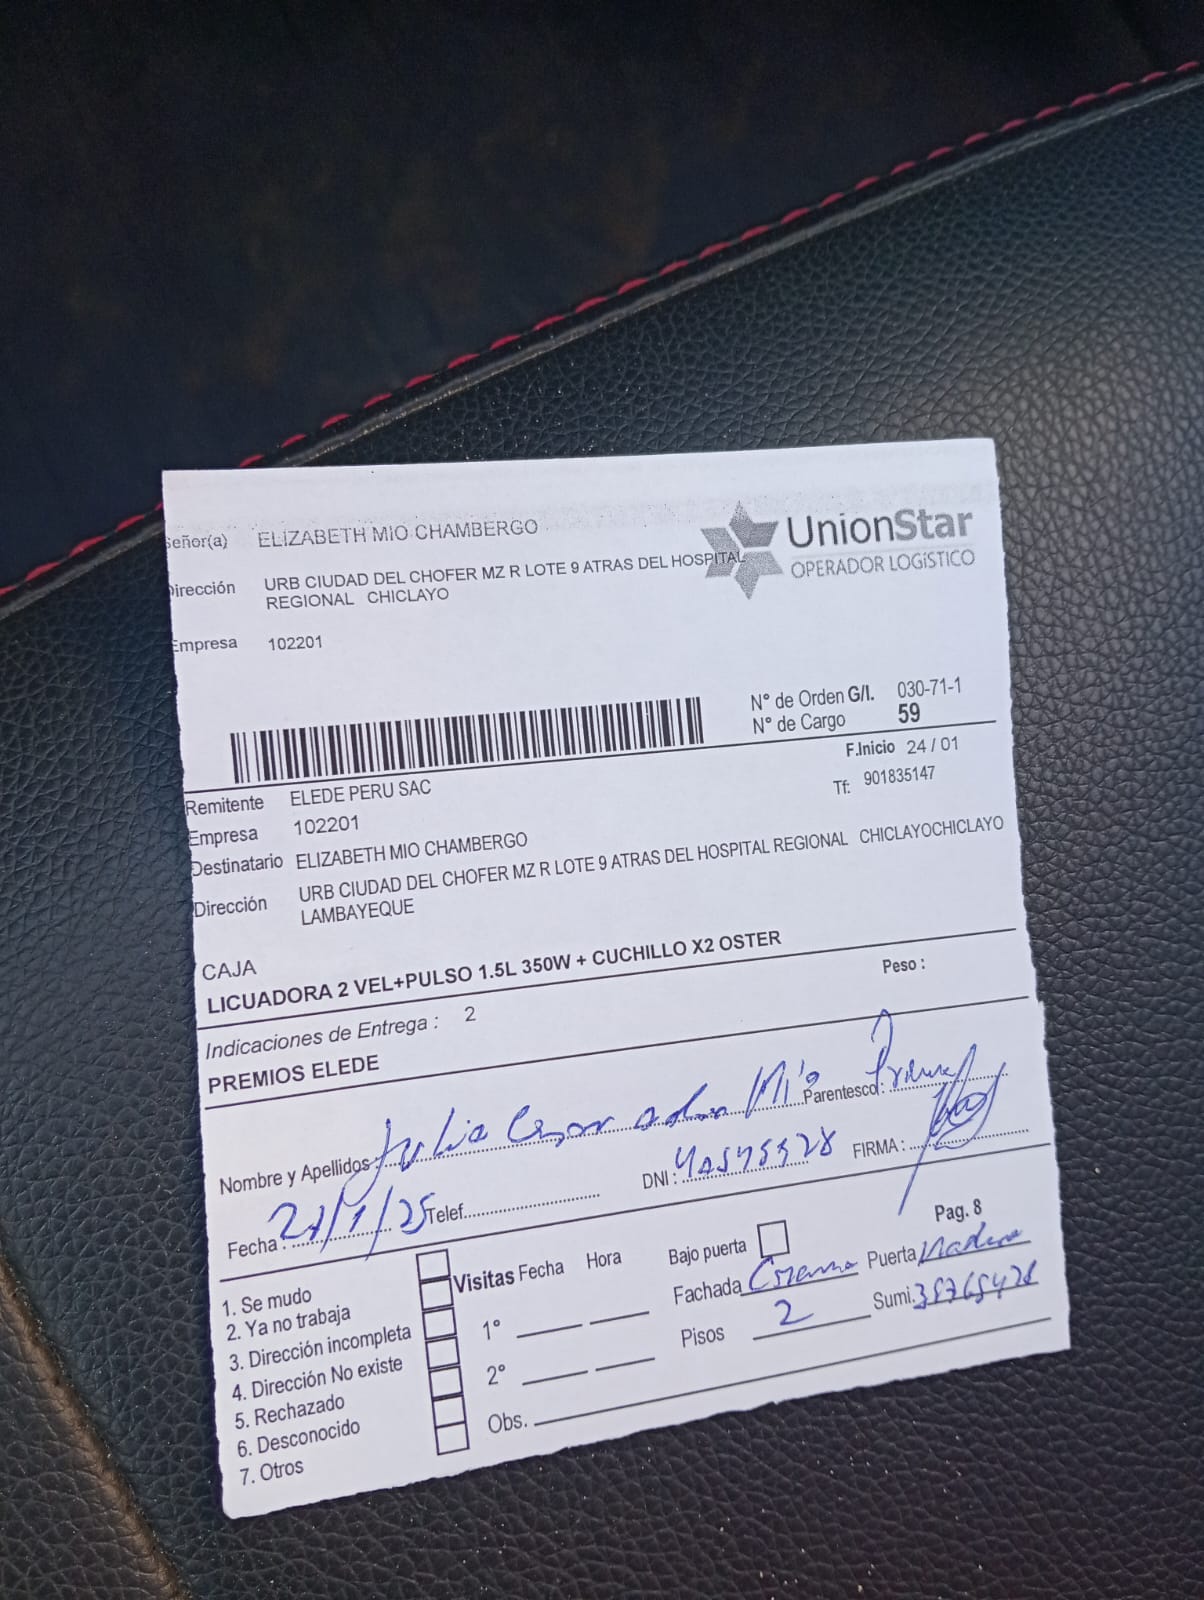 Señor(a) ELIZABETH MIO CHAMBERGO
UnionStar
OPERADOR LOGíSTICO
Dirección URB CIUDAD DEL CHOFER MZ R LOTE 9 ATRAS DEL HOSPITAL
REGIONAL CHICLAYO
Empresa 102201
N° de Orden G/I. 030-71-1
N° de Cargo 59
F.Inicio 24 / 01
Remitente ELEDE PERU SAC
Tf: 901835147
Empresa 102201
Destinatario ELIZABETH MIO CHAMBERGO
Dirección URB CIUDAD DEL CHOFER MZ R LOTE 9 ATRAS DEL HOSPITAL REGIONAL CHICLAYOCHICLAYO
LAMBAYEQUE
CAJA
LICUADORA 2 VEL+PULSO 1.5L 350W + CUCHILLO X2 OSTER
Peso :
Indicaciones de Entrega : 2
PREMIOS ELEDE
Nombre y Apellidos : Julio Cesar Mio Parentesco :
Fecha : 27/1/25 Telef. DNI : FIRMA :
Pag. 8
Visitas Fecha Hora Bajo puerta
Fachada Puerta Madera
Pisos 2 Sumi.
1. Se mudo
2. Ya no trabaja
3. Dirección incompleta
4. Dirección No existe
5. Rechazado
6. Desconocido
7. Otros
1°
2°
Obs.